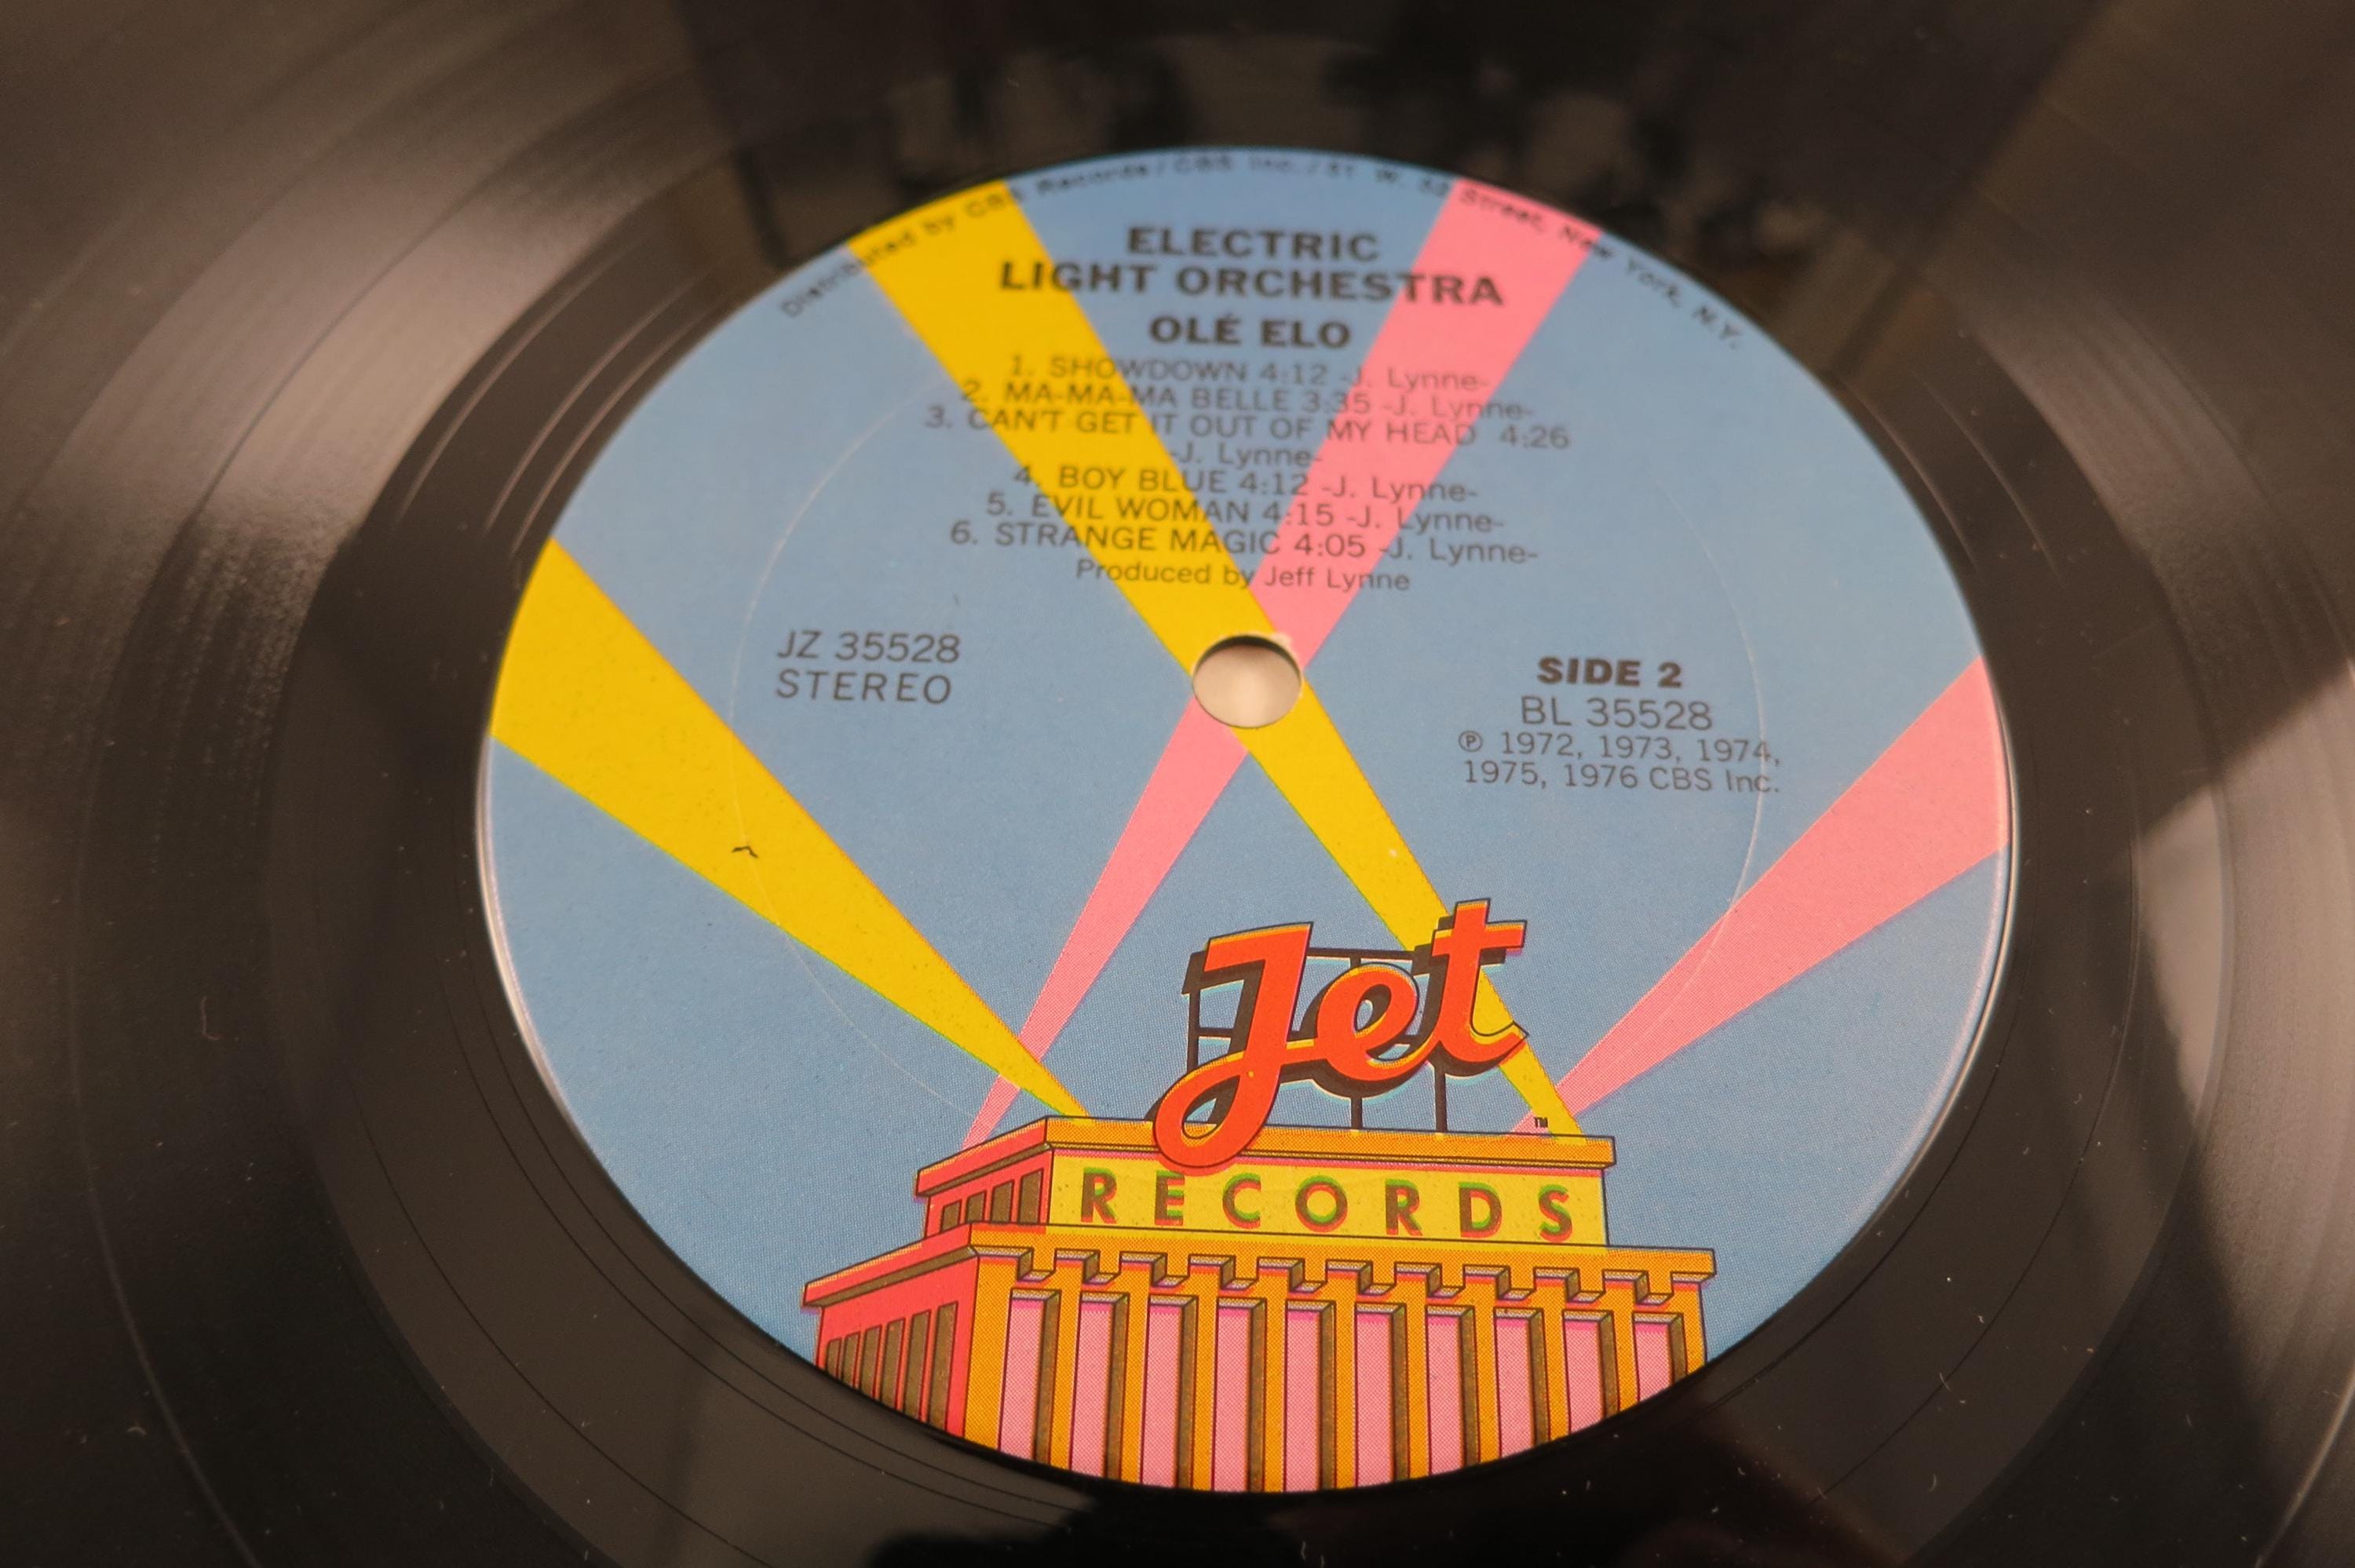 Distributed by CBS Records/CBS Inc./51 W. 52 Street, New York, N.Y.
ELECTRIC
LIGHT ORCHESTRA
OLÉ ELO
1. SHOWDOWN 4:12 -J. Lynne-
2. MA-MA-MA BELLE 3:35 -J. Lynne-
3. CAN'T GET IT OUT OF MY HEAD 4:26
-J. Lynne-
4. BOY BLUE 4:12 -J. Lynne-
5. EVIL WOMAN 4:15 -J. Lynne-
6. STRANGE MAGIC 4:05 -J. Lynne-
Produced by Jeff Lynne
JZ 35528
STEREO
SIDE 2
BL 35528
℗ 1972, 1973, 1974,
1975, 1976 CBS Inc.
Jet
TM
RECORDS